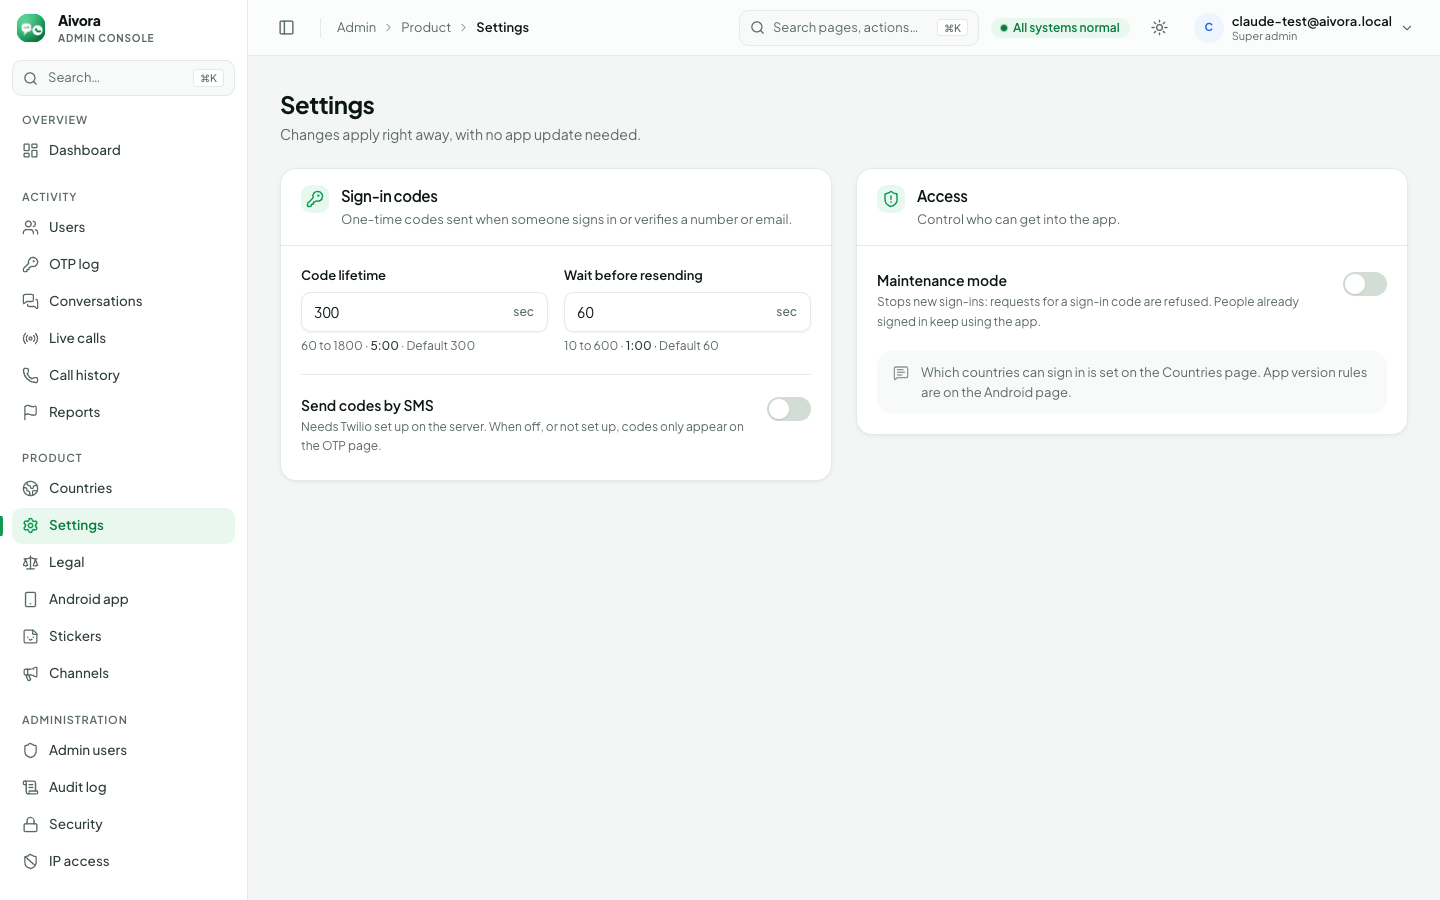 Aivora
ADMIN CONSOLE
Search...
⌘K
OVERVIEW
Dashboard
ACTIVITY
Users
OTP log
Conversations
Live calls
Call history
Reports
PRODUCT
Countries
Settings
Legal
Android app
Stickers
Channels
ADMINISTRATION
Admin users
Audit log
Security
IP access
Admin > Product > Settings
Search pages, actions...
⌘K
All systems normal
C
claude-test@aivora.local
Super admin
Settings
Changes apply right away, with no app update needed.
Sign-in codes
One-time codes sent when someone signs in or verifies a number or email.
Code lifetime
300 sec
60 to 1800 · 5:00 · Default 300
Wait before resending
60 sec
10 to 600 · 1:00 · Default 60
Send codes by SMS
Needs Twilio set up on the server. When off, or not set up, codes only appear on
the OTP page.
Access
Control who can get into the app.
Maintenance mode
Stops new sign-ins: requests for a sign-in code are refused. People already
signed in keep using the app.
Which countries can sign in is set on the Countries page. App version rules
are on the Android page.